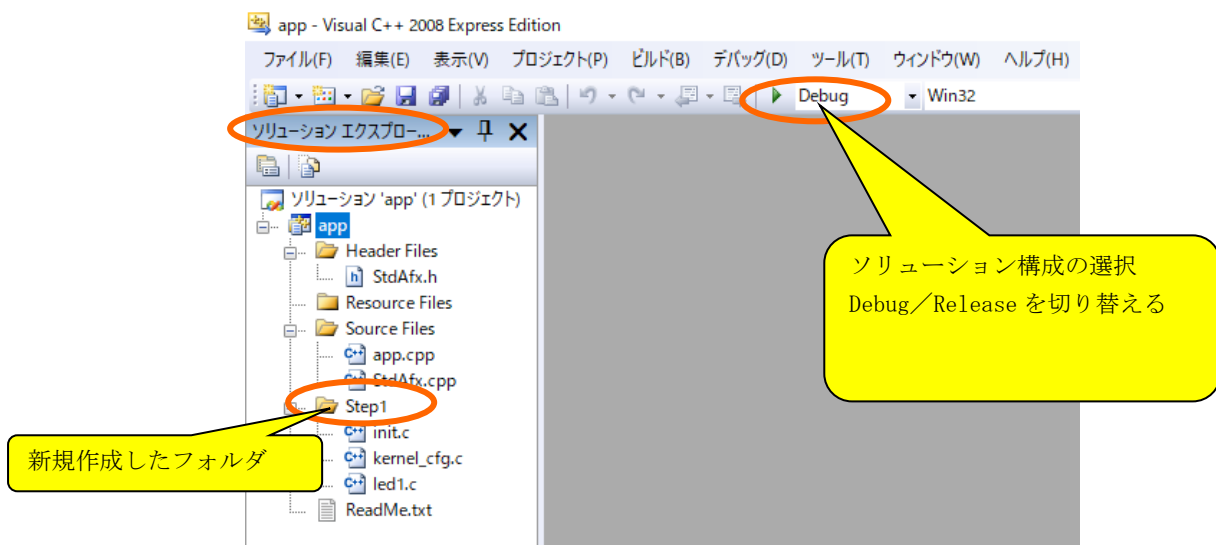 app - Visual C++ 2008 Express Edition
ファイル(F) 編集(E) 表示(V) プロジェクト(P) ビルド(B) デバッグ(D) ツール(T) ウィンドウ(W) ヘルプ(H)
Debug Win32
ソリューション エクスプロー...
ソリューション 'app' (1 プロジェクト)
app
Header Files
StdAfx.h
Resource Files
Source Files
app.cpp
StdAfx.cpp
Step1
init.c
kernel_cfg.c
led1.c
ReadMe.txt
ソリューション構成の選択
Debug／Release を切り替える
新規作成したフォルダ